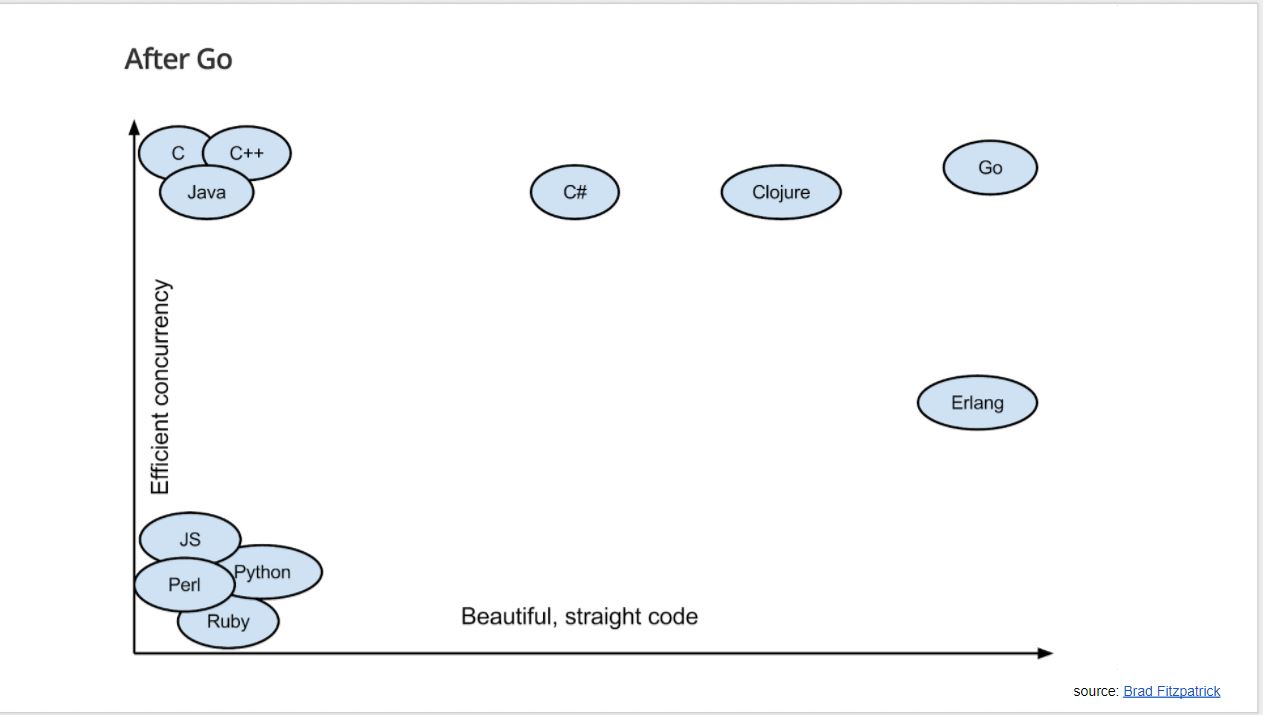 After Go
C
C++
Java
C#
Clojure
Go
Efficient concurrency
Erlang
JS
Python
Perl
Ruby
Beautiful, straight code
source: Brad Fitzpatrick